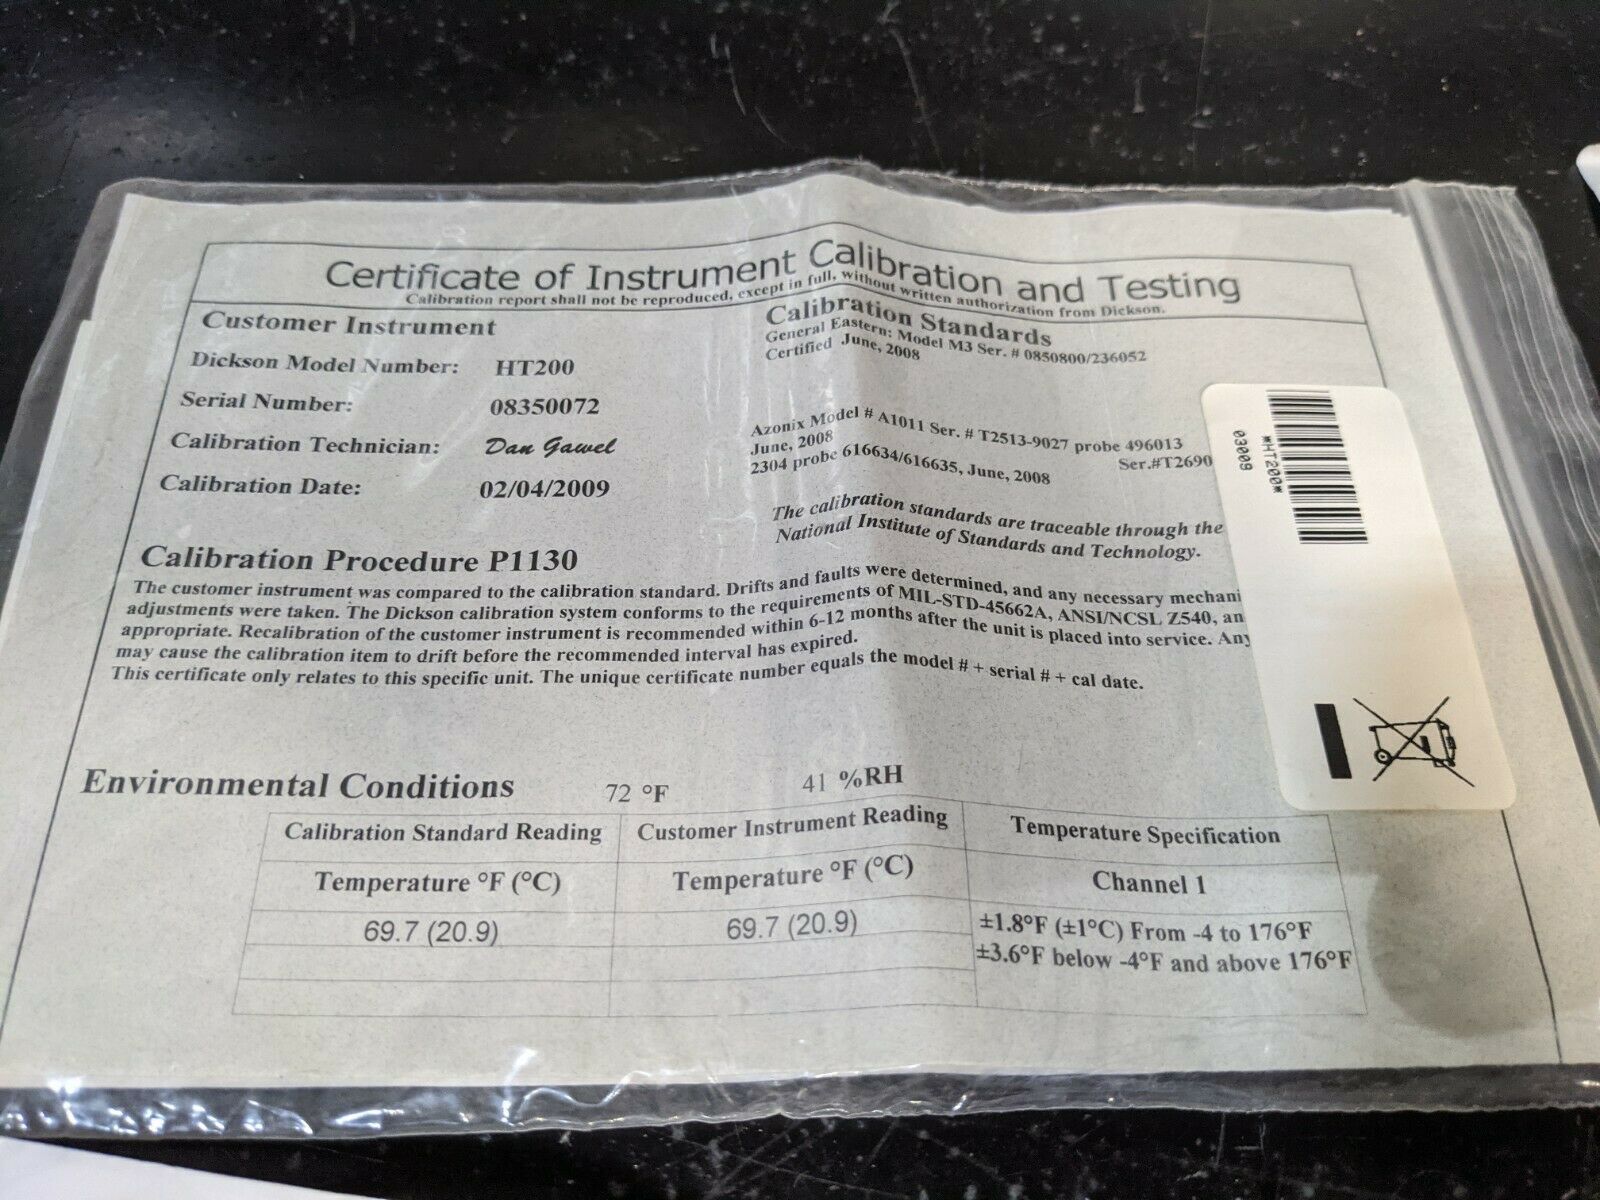 Certificate of Instrument Calibration and Testing
Calibration report shall not be reproduced, except in full, without written authorization from Dickson.
Customer Instrument
Dickson Model Number: HT200
Serial Number: 08350072
Calibration Technician: Dan Gawel
Calibration Date: 02/04/2009
Calibration Standards
General Eastern: Model M3 Ser. # 0850800/236052
Certified June, 2008
Azonix Model # A1011 Ser. # T2513-9027 probe 496013
June, 2008 Ser.#T2690
2304 probe 616634/616635, June, 2008
The calibration standards are traceable through the
National Institute of Standards and Technology.
*HT200*
03009
Calibration Procedure P1130
The customer instrument was compared to the calibration standard. Drifts and faults were determined, and any necessary mechani
adjustments were taken. The Dickson calibration system conforms to the requirements of MIL-STD-45662A, ANSI/NCSL Z540, an
appropriate. Recalibration of the customer instrument is recommended within 6-12 months after the unit is placed into service. Any
may cause the calibration item to drift before the recommended interval has expired.
This certificate only relates to this specific unit. The unique certificate number equals the model # + serial # + cal date.
Environmental Conditions 72 °F 41 %RH
Calibration Standard Reading Customer Instrument Reading Temperature Specification
Temperature °F (°C) Temperature °F (°C) Channel 1
69.7 (20.9) 69.7 (20.9) ±1.8°F (±1°C) From -4 to 176°F
±3.6°F below -4°F and above 176°F